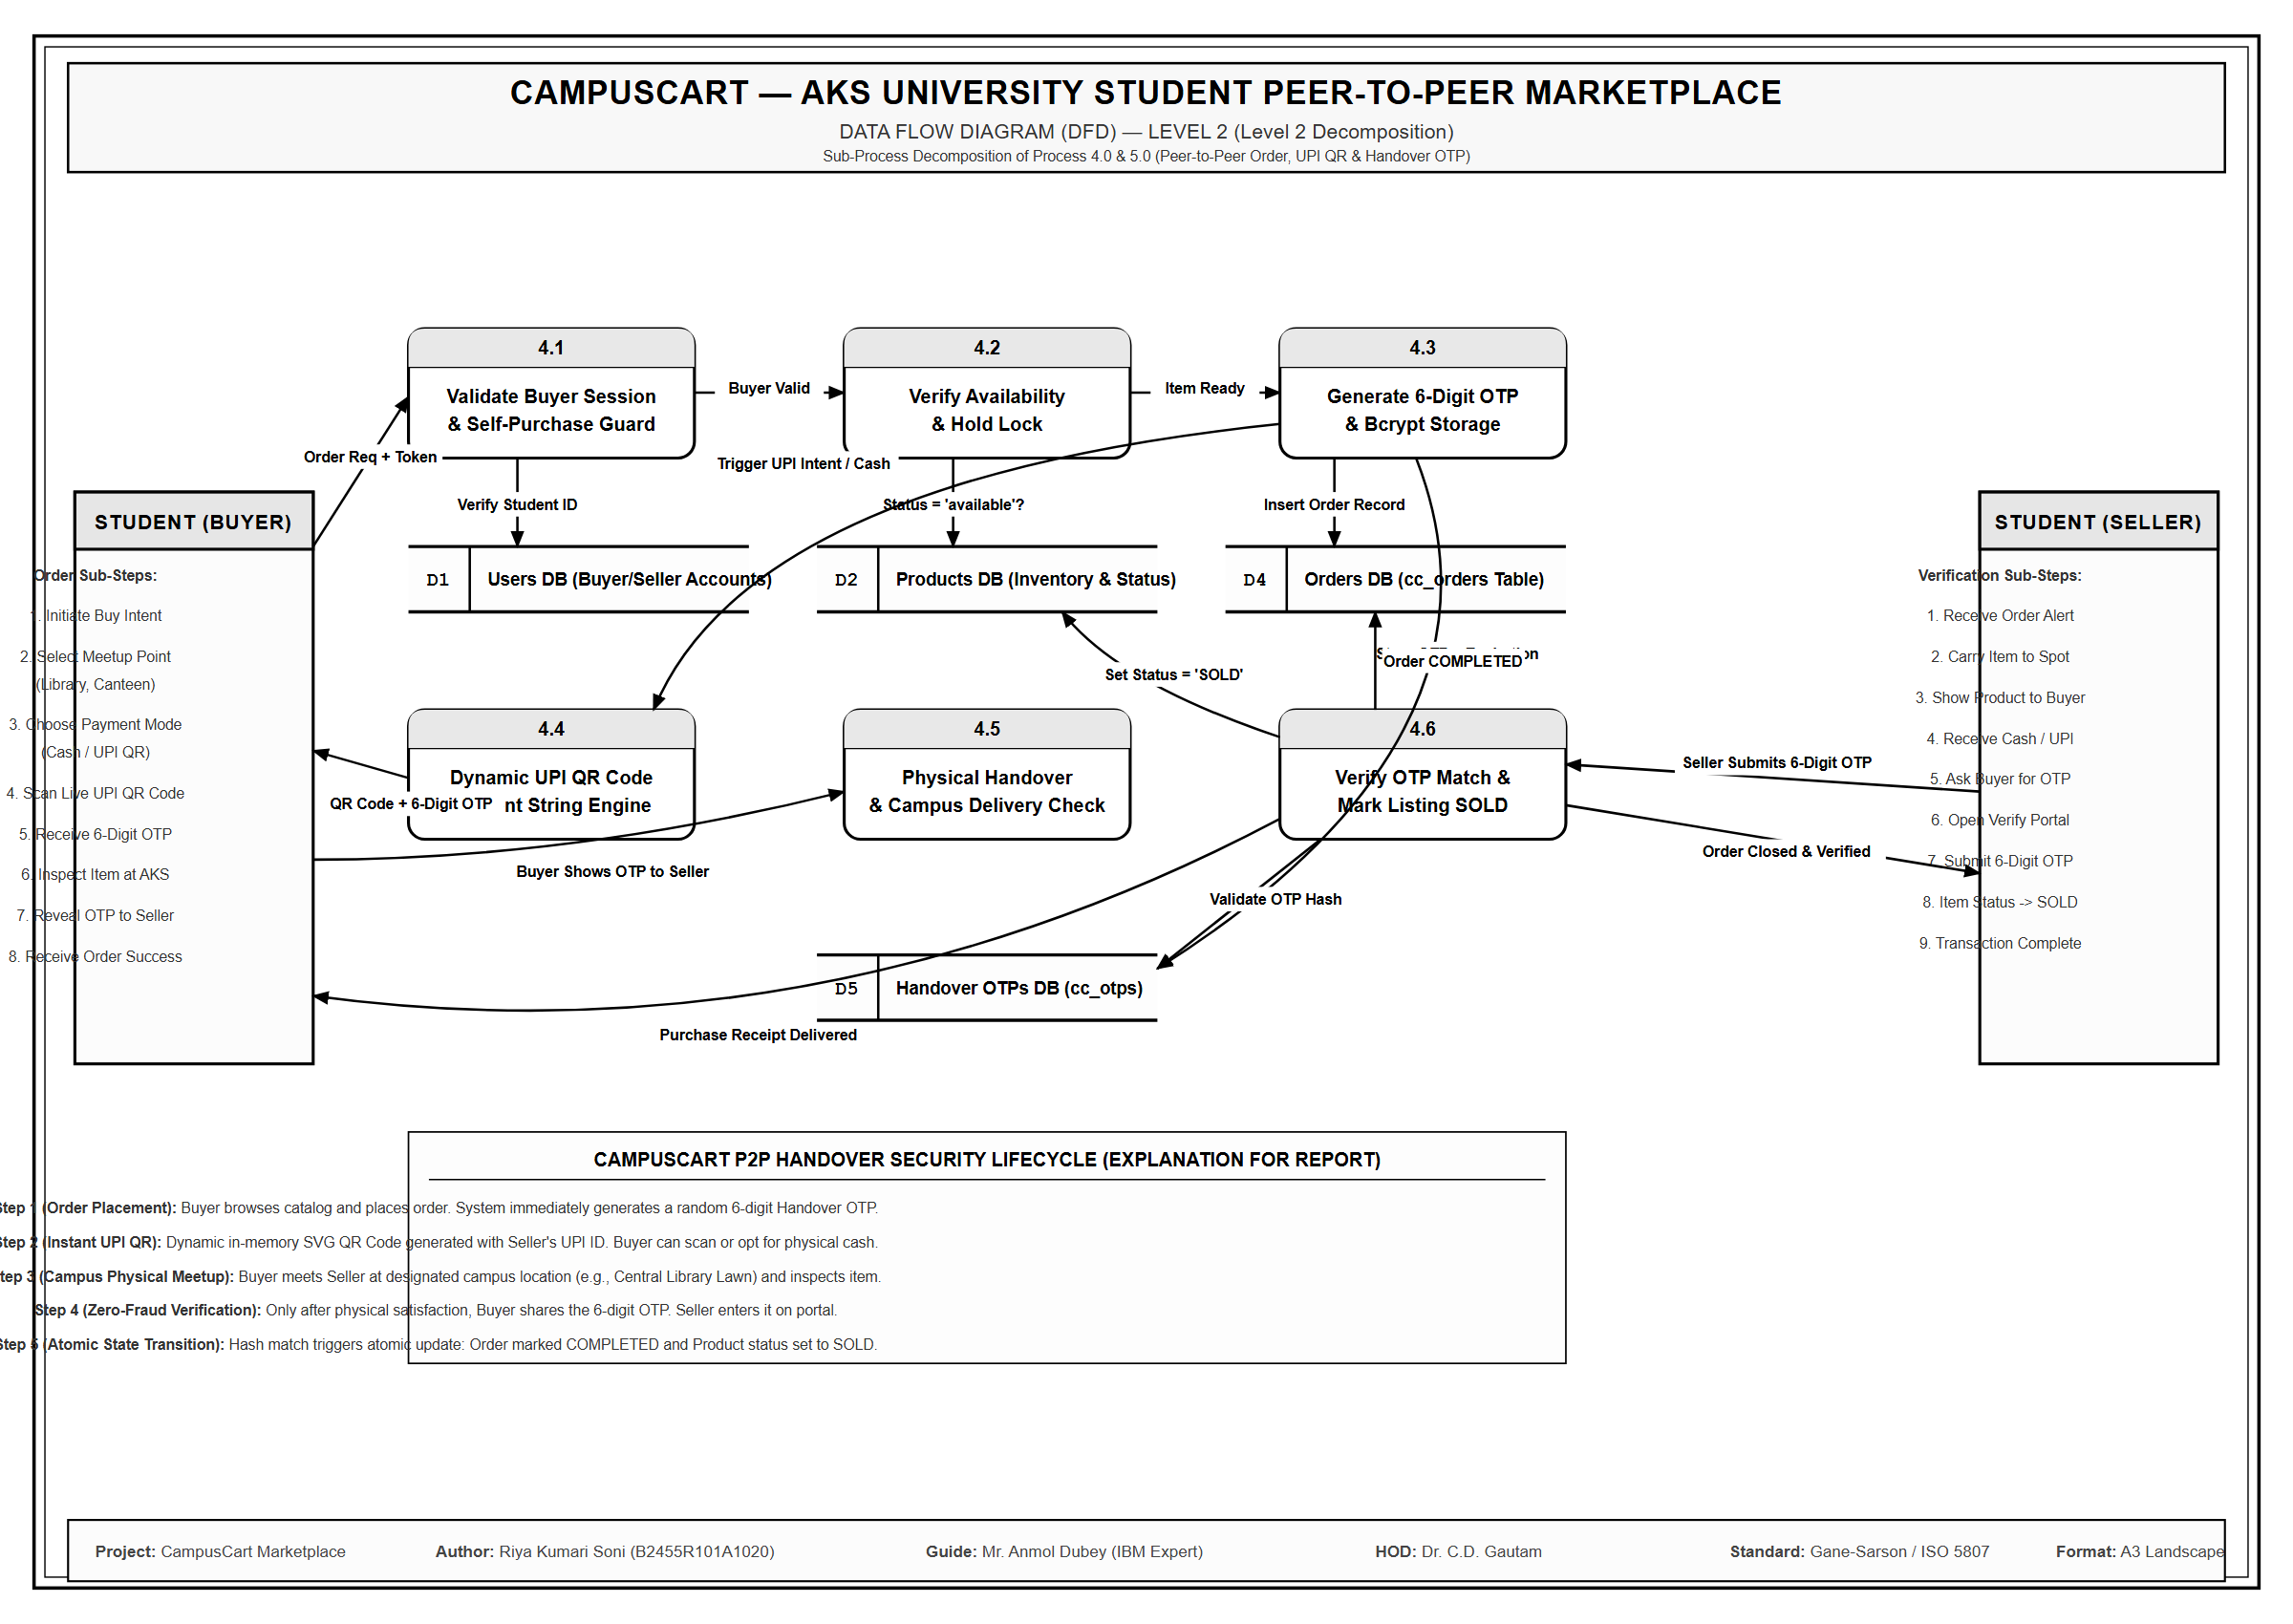 CAMPUSCART — AKS UNIVERSITY STUDENT PEER-TO-PEER MARKETPLACE
DATA FLOW DIAGRAM (DFD) — LEVEL 2 (Level 2 Decomposition)
Sub-Process Decomposition of Process 4.0 & 5.0 (Peer-to-Peer Order, UPI QR & Handover OTP)
4.1
Validate Buyer Session
& Self-Purchase Guard
Buyer Valid
4.2
Verify Availability
& Hold Lock
Item Ready
4.3
Generate 6-Digit OTP
& Bcrypt Storage
Order Req + Token
Trigger UPI Intent / Cash
Verify Student ID
Status = 'available'?
Insert Order Record
D1
Users DB (Buyer/Seller Accounts)
D2
Products DB (Inventory & Status)
D4
Orders DB (cc_orders Table)
STUDENT (BUYER)
Order Sub-Steps:
1. Initiate Buy Intent
2. Select Meetup Point
(Library, Canteen)
3. Choose Payment Mode
(Cash / UPI QR)
4. Scan Live UPI QR Code
5. Receive 6-Digit OTP
6. Inspect Item at AKS
7. Reveal OTP to Seller
8. Receive Order Success
STUDENT (SELLER)
Verification Sub-Steps:
1. Receive Order Alert
2. Carry Item to Spot
3. Show Product to Buyer
4. Receive Cash / UPI
5. Ask Buyer for OTP
6. Open Verify Portal
7. Submit 6-Digit OTP
8. Item Status -> SOLD
9. Transaction Complete
Set Status = 'SOLD'
Order COMPLETED
4.4
Dynamic UPI QR Code
nt String Engine
QR Code + 6-Digit OTP
4.5
Physical Handover
& Campus Delivery Check
4.6
Verify OTP Match &
Mark Listing SOLD
Seller Submits 6-Digit OTP
Order Closed & Verified
Buyer Shows OTP to Seller
Validate OTP Hash
D5
Handover OTPs DB (cc_otps)
Purchase Receipt Delivered
CAMPUSCART P2P HANDOVER SECURITY LIFECYCLE (EXPLANATION FOR REPORT)
Step 1 (Order Placement): Buyer browses catalog and places order. System immediately generates a random 6-digit Handover OTP.
Step 2 (Instant UPI QR): Dynamic in-memory SVG QR Code generated with Seller's UPI ID. Buyer can scan or opt for physical cash.
tep 3 (Campus Physical Meetup): Buyer meets Seller at designated campus location (e.g., Central Library Lawn) and inspects item.
Step 4 (Zero-Fraud Verification): Only after physical satisfaction, Buyer shares the 6-digit OTP. Seller enters it on portal.
Step 5 (Atomic State Transition): Hash match triggers atomic update: Order marked COMPLETED and Product status set to SOLD.
Project: CampusCart Marketplace
Author: Riya Kumari Soni (B2455R101A1020)
Guide: Mr. Anmol Dubey (IBM Expert)
HOD: Dr. C.D. Gautam
Standard: Gane-Sarson / ISO 5807
Format: A3 Landscape